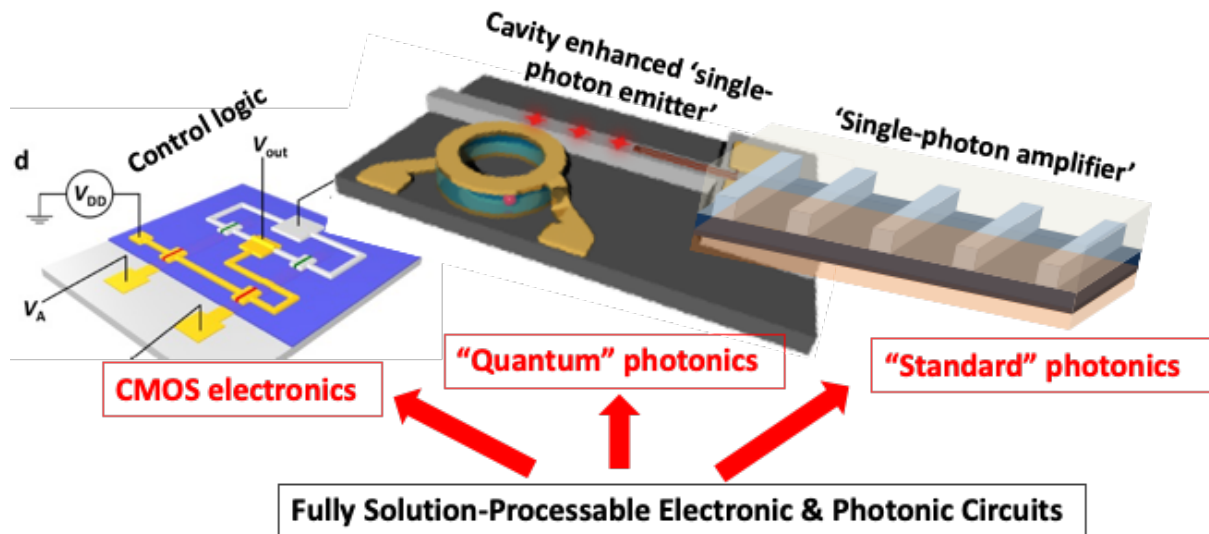 Cavity enhanced ‘single-
photon emitter’
Control logic
‘Single-photon amplifier’
d
Vout
VDD
VA
“Quantum” photonics
“Standard” photonics
CMOS electronics
Fully Solution-Processable Electronic & Photonic Circuits